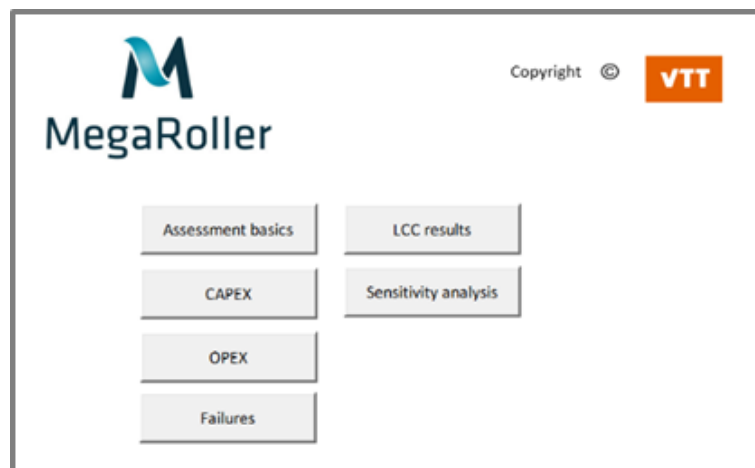 Copyright ©
VTT
MegaRoller
Assessment basics
LCC results
CAPEX
Sensitivity analysis
OPEX
Failures